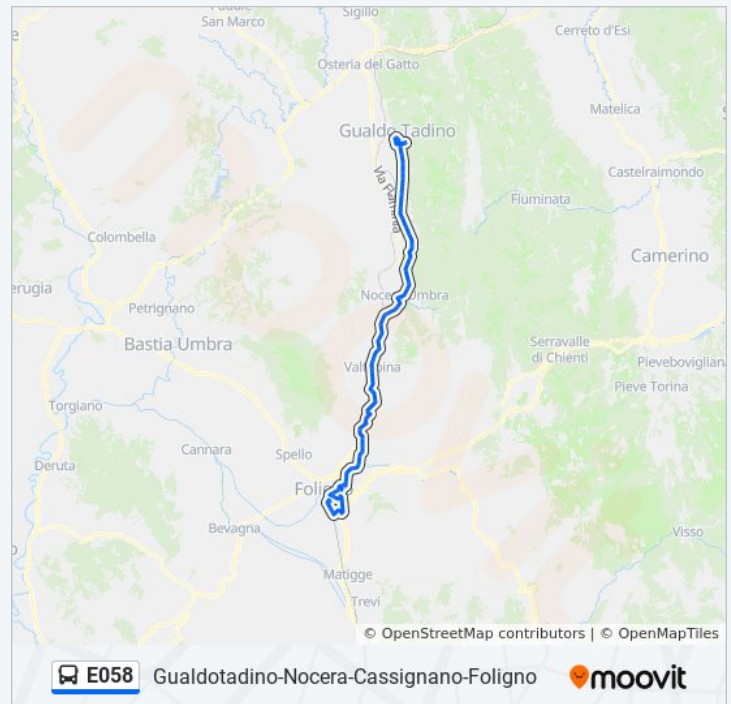 Sigillo
San Marco
Cerreto d'Esi
Osteria del Gatto
Matelica
Gualdo Tadino
Castelraimondo
Via Flaminia
Fiuminata
Colombella
Camerino
erugia
Nocera Umbra
Petrignano
Serravalle
di Chienti
Bastia Umbra
Pievebovigliana
Valtopina
Pieve Torina
Torgiano
Cannara
Spello
Deruta
Foligno
Bevagna
Visso
Matigge
Trevi
© OpenStreetMap contributors | © OpenMapTiles
E058 Gualdotadino-Nocera-Cassignano-Foligno moovit